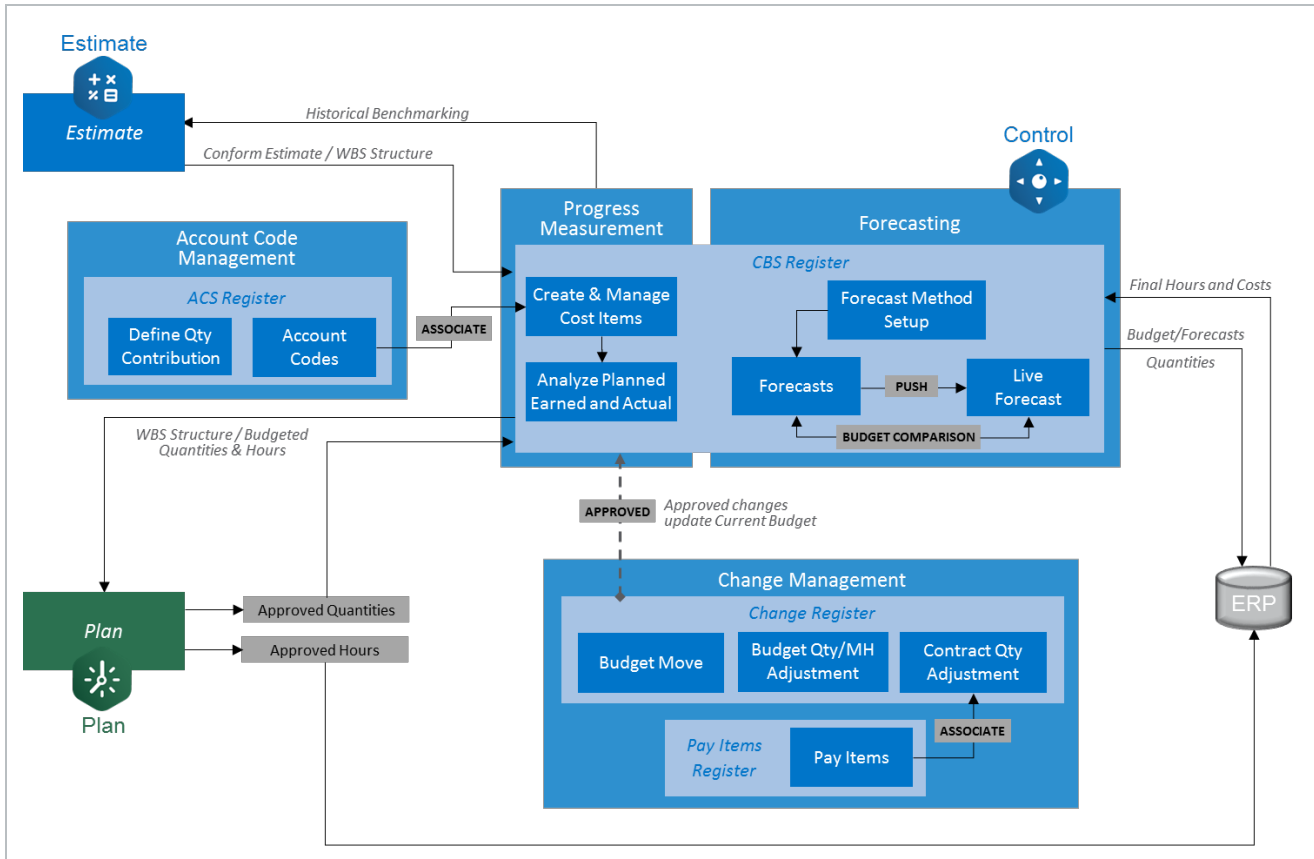 Estimate
Estimate
Historical Benchmarking
Conform Estimate / WBS Structure
Control
Account Code
Management
ACS Register
Define Qty
Contribution
Account
Codes
ASSOCIATE
Progress
Measurement
Forecasting
CBS Register
Create & Manage
Cost Items
Analyze Planned
Earned and Actual
Forecast Method
Setup
Forecasts
PUSH
Live
Forecast
BUDGET COMPARISON
Final Hours and Costs
Budget/Forecasts
Quantities
WBS Structure / Budgeted
Quantities & Hours
APPROVED
Approved changes
update Current Budget
Plan
Plan
Approved Quantities
Approved Hours
Change Management
Change Register
Budget Move
Budget Qty/MH
Adjustment
Contract Qty
Adjustment
ASSOCIATE
Pay Items
Register
Pay Items
ERP